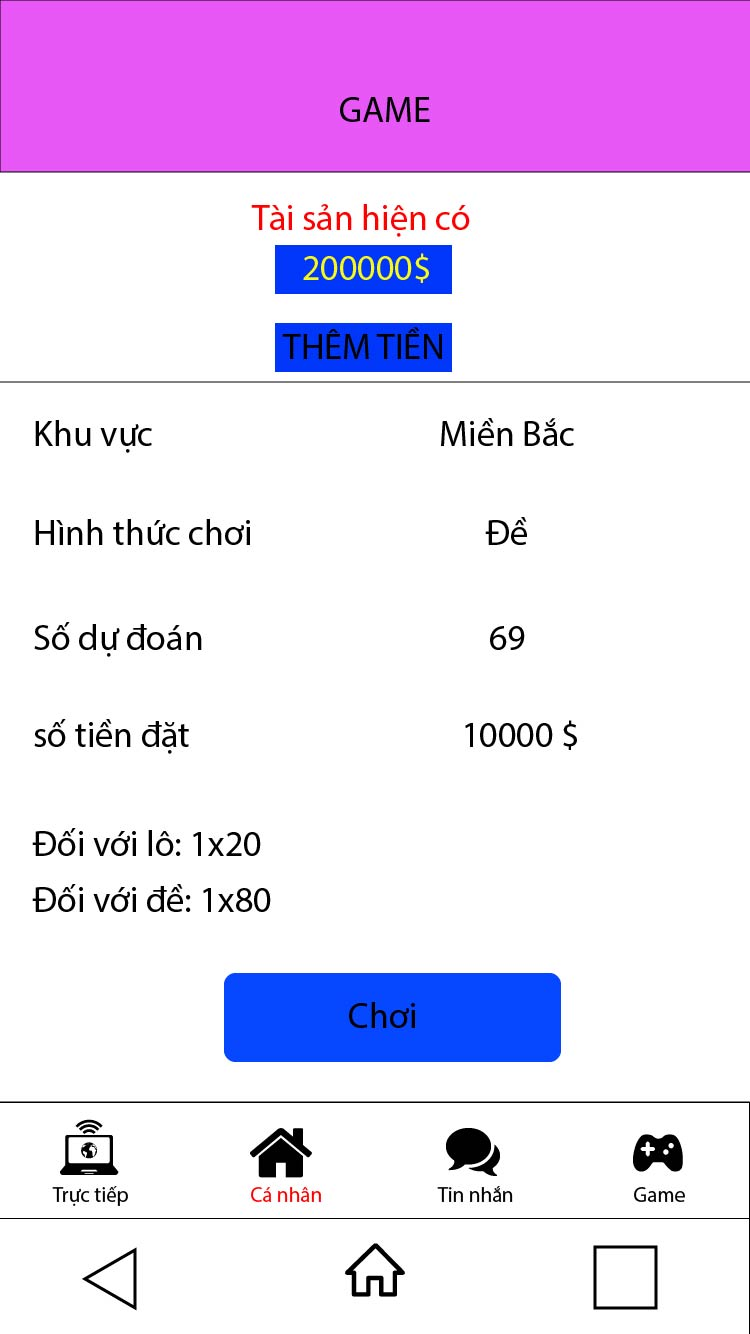 GAME
Tài sản hiện có
200000$
THÊM TIỀN
Khu vực Miền Bắc
Hình thức chơi Đề
Số dự đoán 69
số tiền đặt 10000 $
Đối với lô: 1x20
Đối với đề: 1x80
Chơi
Trực tiếp Cá nhân Tin nhắn Game